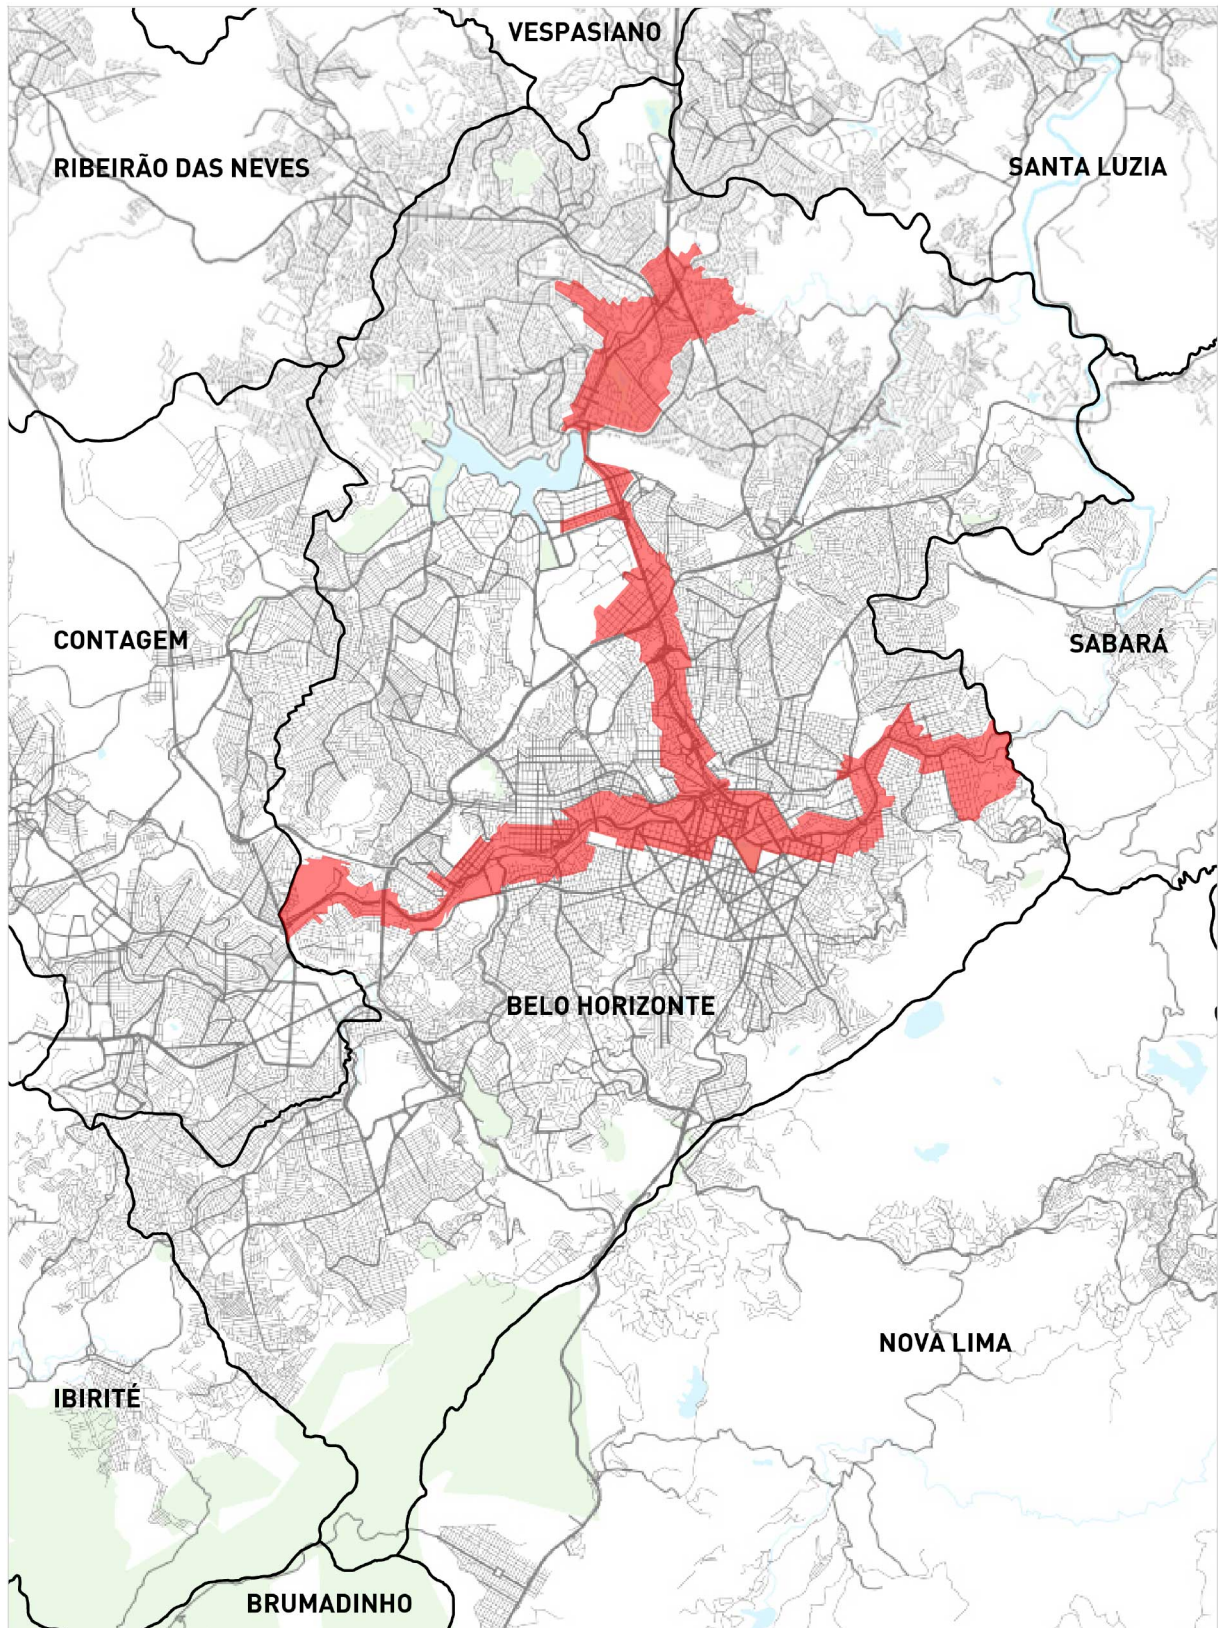 VESPASIANO
RIBEIRÃO DAS NEVES
SANTA LUZIA
CONTAGEM
SABARÁ
BELO HORIZONTE
NOVA LIMA
IBIRITÉ
BRUMADINHO